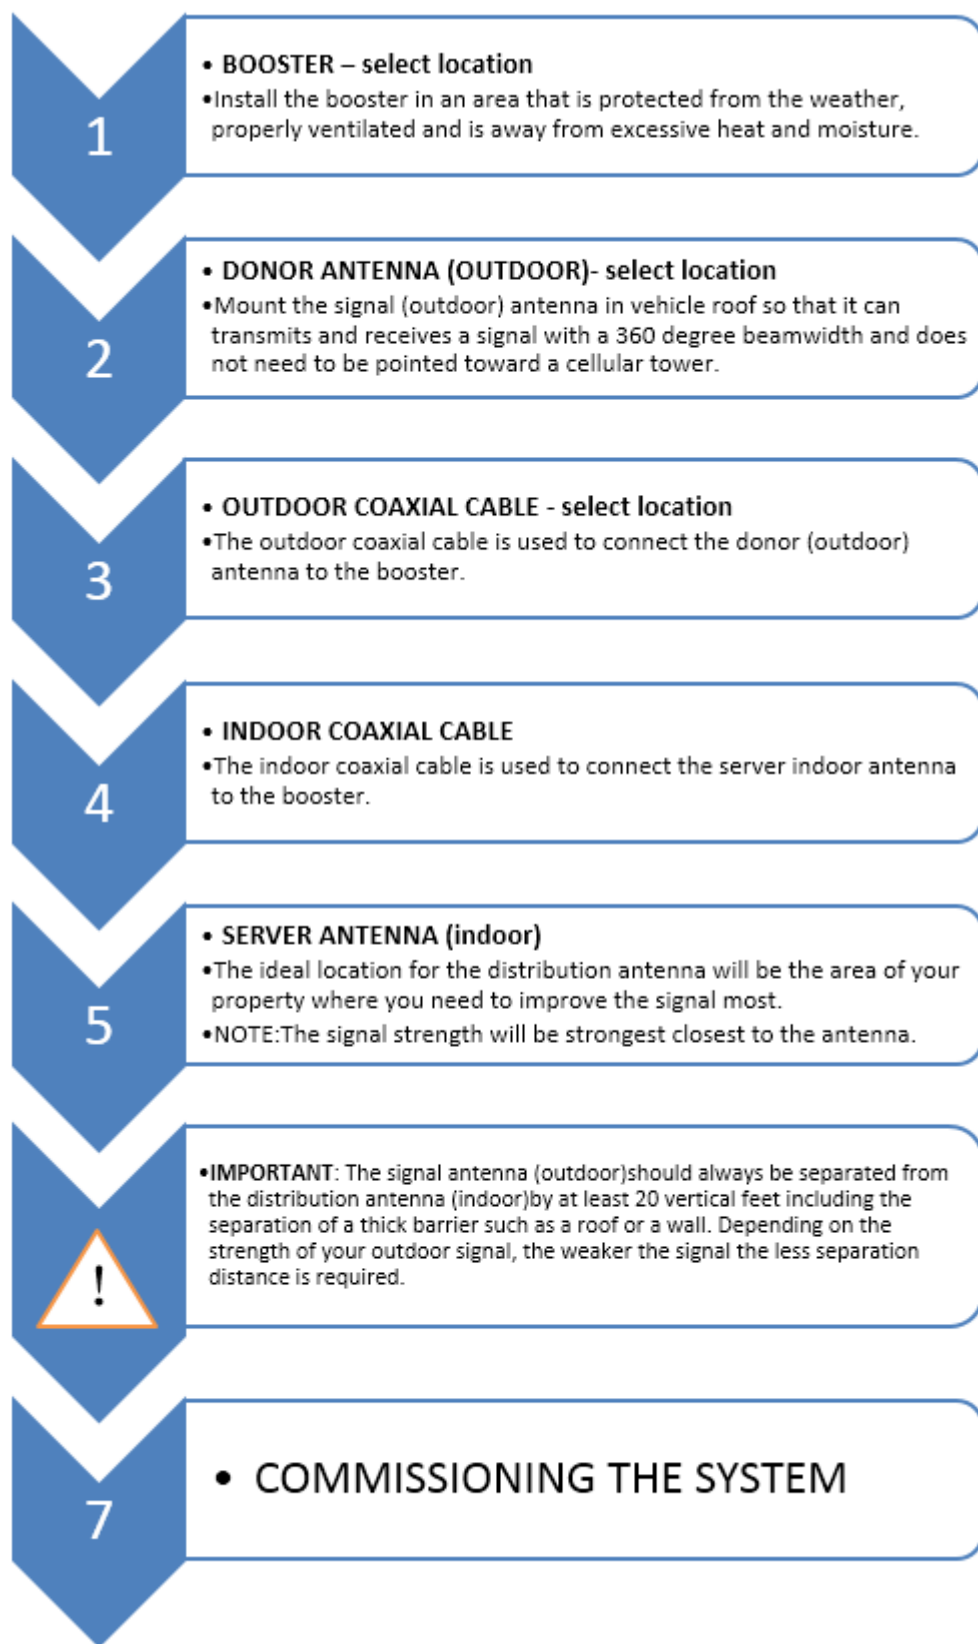 1
• BOOSTER – select location
•Install the booster in an area that is protected from the weather,
properly ventilated and is away from excessive heat and moisture.
2
• DONOR ANTENNA (OUTDOOR)- select location
•Mount the signal (outdoor) antenna in vehicle roof so that it can
transmits and receives a signal with a 360 degree beamwidth and does
not need to be pointed toward a cellular tower.
3
• OUTDOOR COAXIAL CABLE - select location
•The outdoor coaxial cable is used to connect the donor (outdoor)
antenna to the booster.
4
• INDOOR COAXIAL CABLE
•The indoor coaxial cable is used to connect the server indoor antenna
to the booster.
5
• SERVER ANTENNA (indoor)
•The ideal location for the distribution antenna will be the area of your
property where you need to improve the signal most.
•NOTE:The signal strength will be strongest closest to the antenna.
!
•IMPORTANT: The signal antenna (outdoor)should always be separated from
the distribution antenna (indoor)by at least 20 vertical feet including the
separation of a thick barrier such as a roof or a wall. Depending on the
strength of your outdoor signal, the weaker the signal the less separation
distance is required.
7
• COMMISSIONING THE SYSTEM